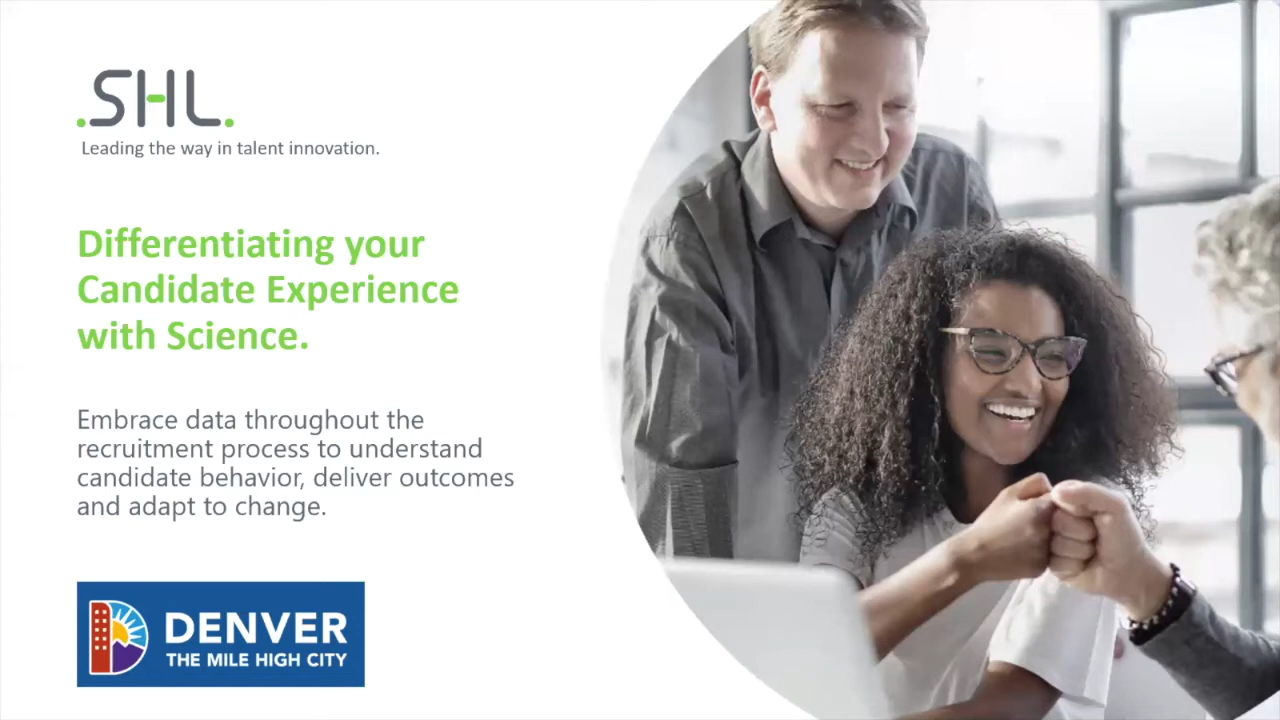 .SHL.
Leading the way in talent innovation.
Differentiating your
Candidate Experience
with Science.
Embrace data throughout the
recruitment process to understand
candidate behavior, deliver outcomes
and adapt to change.
DENVER
THE MILE HIGH CITY